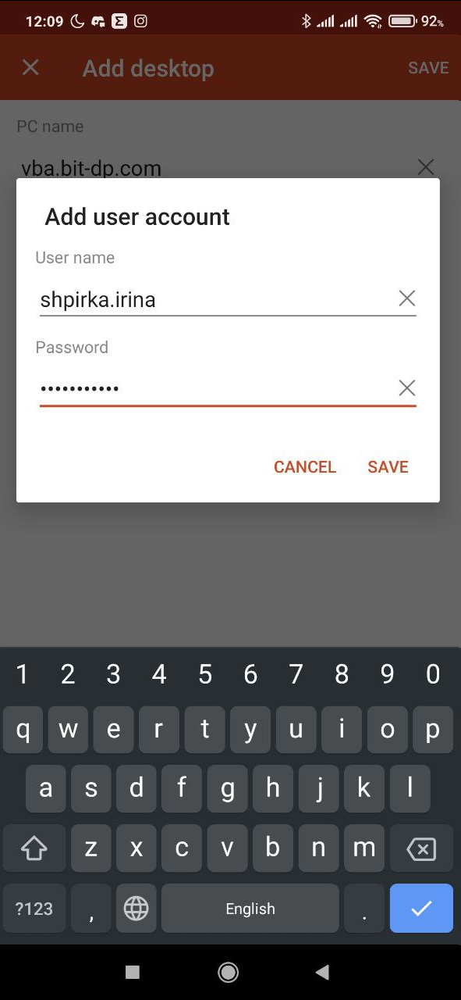 12:09 92%
Add desktop SAVE
PC name
vba.bit-dp.com
Add user account
User name
shpirka.irina
Password
•••••••••••
CANCEL SAVE
1 2 3 4 5 6 7 8 9 0
q w e r t y u i o p
a s d f g h j k l
z x c v b n m
?123 , English .